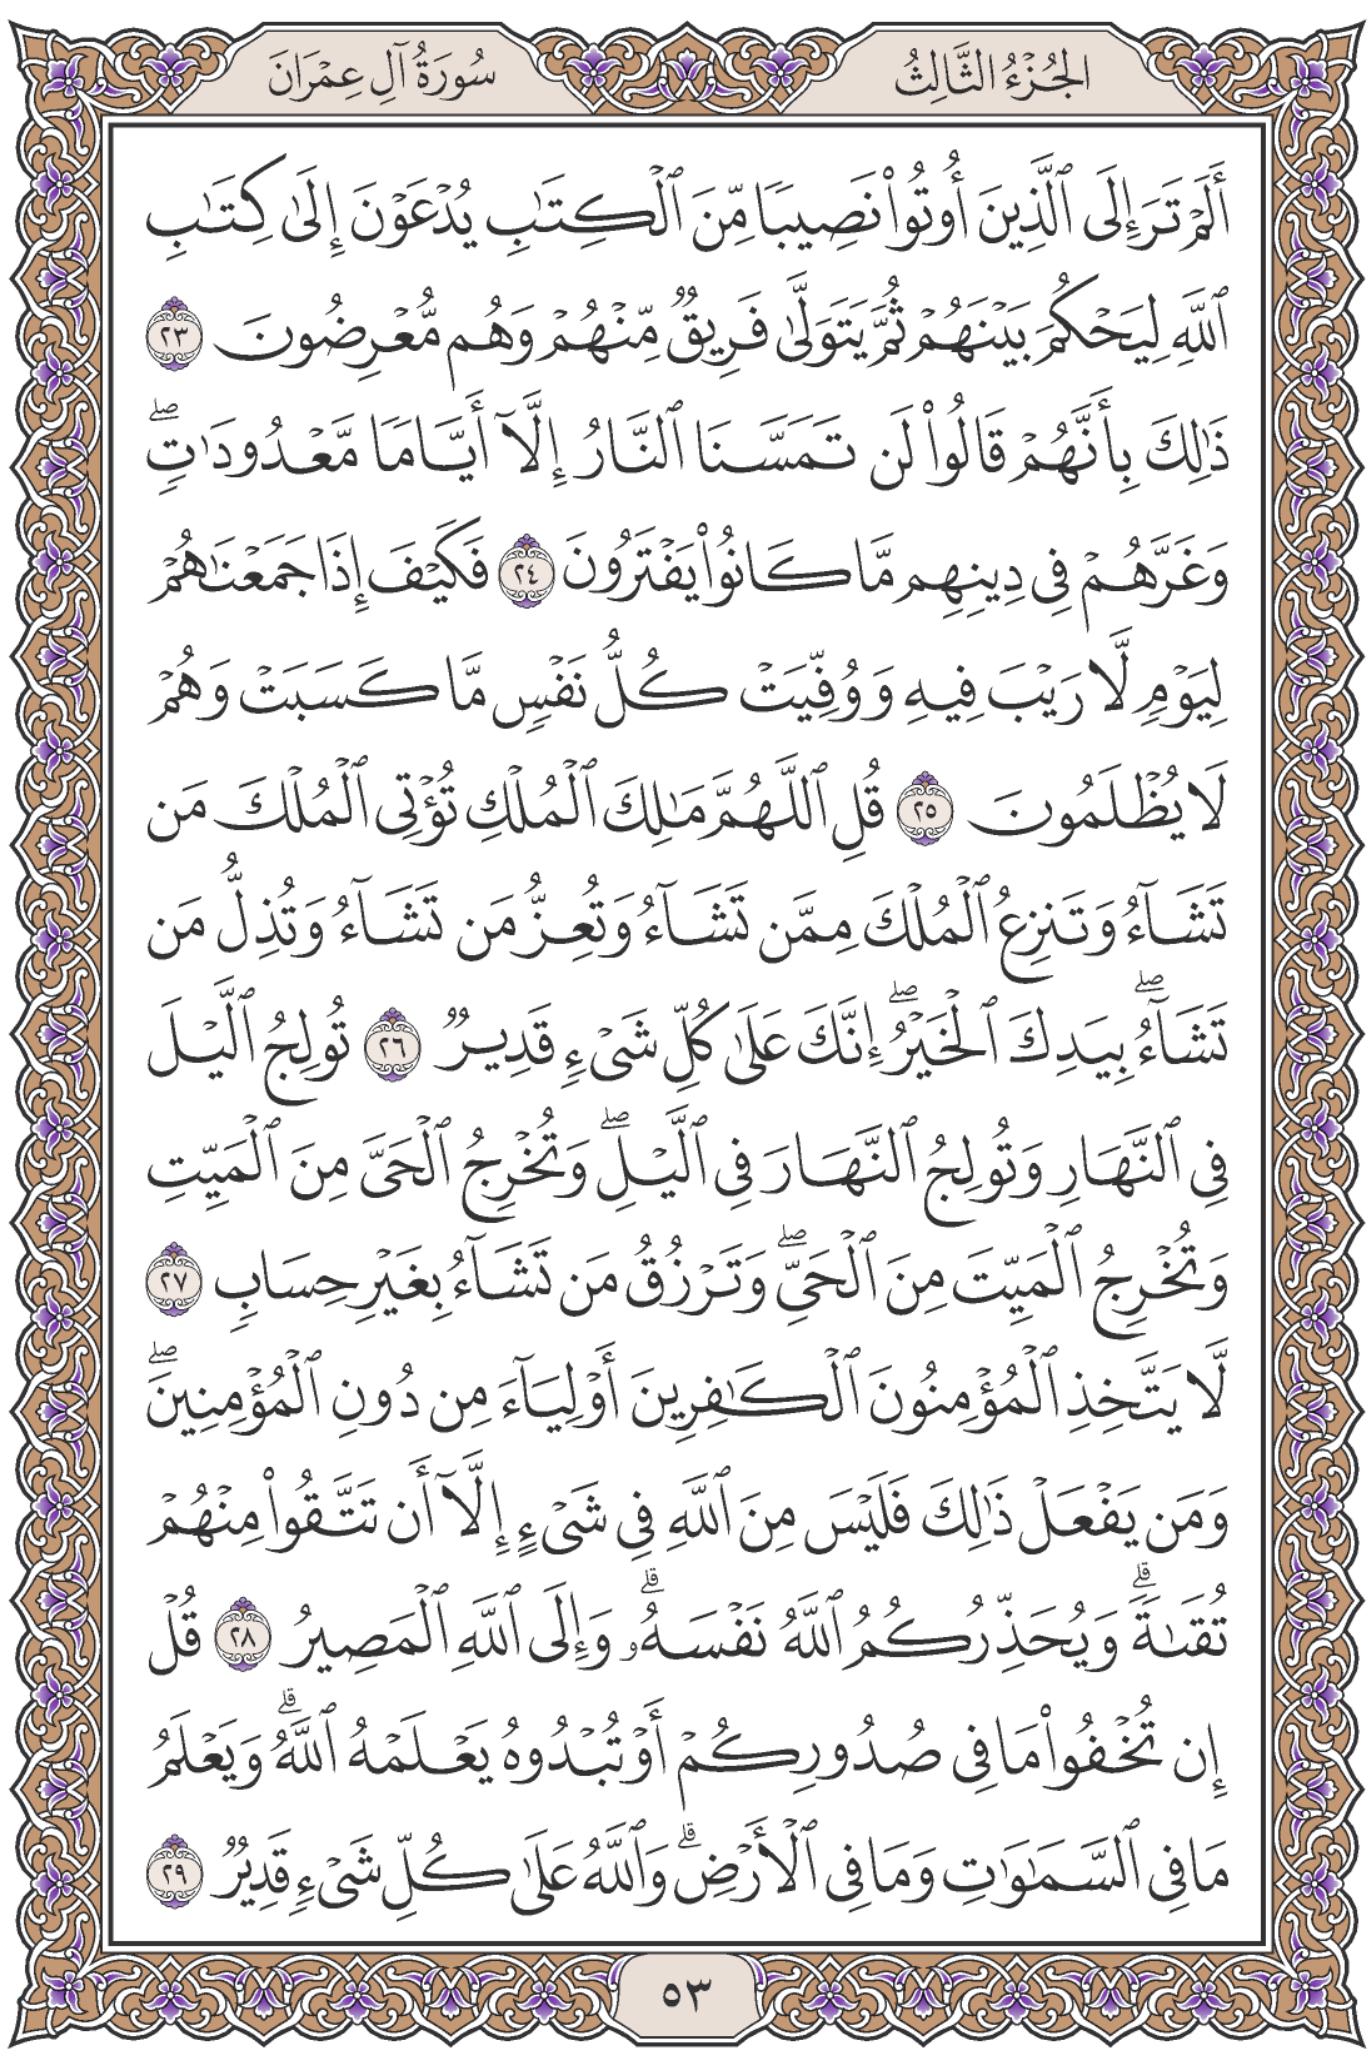 الجُزْءُ الثَّالِثُ
سُورَةُ آلِ عِمْرَانَ
أَلَمْ تَرَ إِلَى ٱلَّذِينَ أُوتُوا۟ نَصِيبًا مِّنَ ٱلْكِتَٰبِ يُدْعَوْنَ إِلَىٰ كِتَٰبِ
ٱللَّهِ لِيَحْكُمَ بَيْنَهُمْ ثُمَّ يَتَوَلَّىٰ فَرِيقٌ مِّنْهُمْ وَهُم مُّعْرِضُونَ ٢٣
ذَٰلِكَ بِأَنَّهُمْ قَالُوا۟ لَن تَمَسَّنَا ٱلنَّارُ إِلَّآ أَيَّامًا مَّعْدُودَٰتٍۖ
وَغَرَّهُمْ فِى دِينِهِم مَّا كَانُوا۟ يَفْتَرُونَ ٢٤ فَكَيْفَ إِذَا جَمَعْنَٰهُمْ
لِيَوْمٍ لَّا رَيْبَ فِيهِ وَوُفِّيَتْ كُلُّ نَفْسٍ مَّا كَسَبَتْ وَهُمْ
لَا يُظْلَمُونَ ٢٥ قُلِ ٱللَّهُمَّ مَٰلِكَ ٱلْمُلْكِ تُؤْتِى ٱلْمُلْكَ مَن
تَشَآءُ وَتَنزِعُ ٱلْمُلْكَ مِمَّن تَشَآءُ وَتُعِزُّ مَن تَشَآءُ وَتُذِلُّ مَن
تَشَآءُۖ بِيَدِكَ ٱلْخَيْرُۖ إِنَّكَ عَلَىٰ كُلِّ شَىْءٍ قَدِيرٌ ٢٦ تُولِجُ ٱلَّيْلَ
فِى ٱلنَّهَارِ وَتُولِجُ ٱلنَّهَارَ فِى ٱلَّيْلِۖ وَتُخْرِجُ ٱلْحَىَّ مِنَ ٱلْمَيِّتِ
وَتُخْرِجُ ٱلْمَيِّتَ مِنَ ٱلْحَىِّۖ وَتَرْزُقُ مَن تَشَآءُ بِغَيْرِ حِسَابٍ ٢٧
لَّا يَتَّخِذِ ٱلْمُؤْمِنُونَ ٱلْكَٰفِرِينَ أَوْلِيَآءَ مِن دُونِ ٱلْمُؤْمِنِينَۖ
وَمَن يَفْعَلْ ذَٰلِكَ فَلَيْسَ مِنَ ٱللَّهِ فِى شَىْءٍ إِلَّآ أَن تَتَّقُوا۟ مِنْهُمْ
تُقَىٰةًۗ وَيُحَذِّرُكُمُ ٱللَّهُ نَفْسَهُۥۗ وَإِلَى ٱللَّهِ ٱلْمَصِيرُ ٢٨ قُلْ
إِن تُخْفُوا۟ مَا فِى صُدُورِكُمْ أَوْ تُبْدُوهُ يَعْلَمْهُ ٱللَّهُۗ وَيَعْلَمُ
مَا فِى ٱلسَّمَٰوَٰتِ وَمَا فِى ٱلْأَرْضِۗ وَٱللَّهُ عَلَىٰ كُلِّ شَىْءٍ قَدِيرٌ ٢٩
٥٣